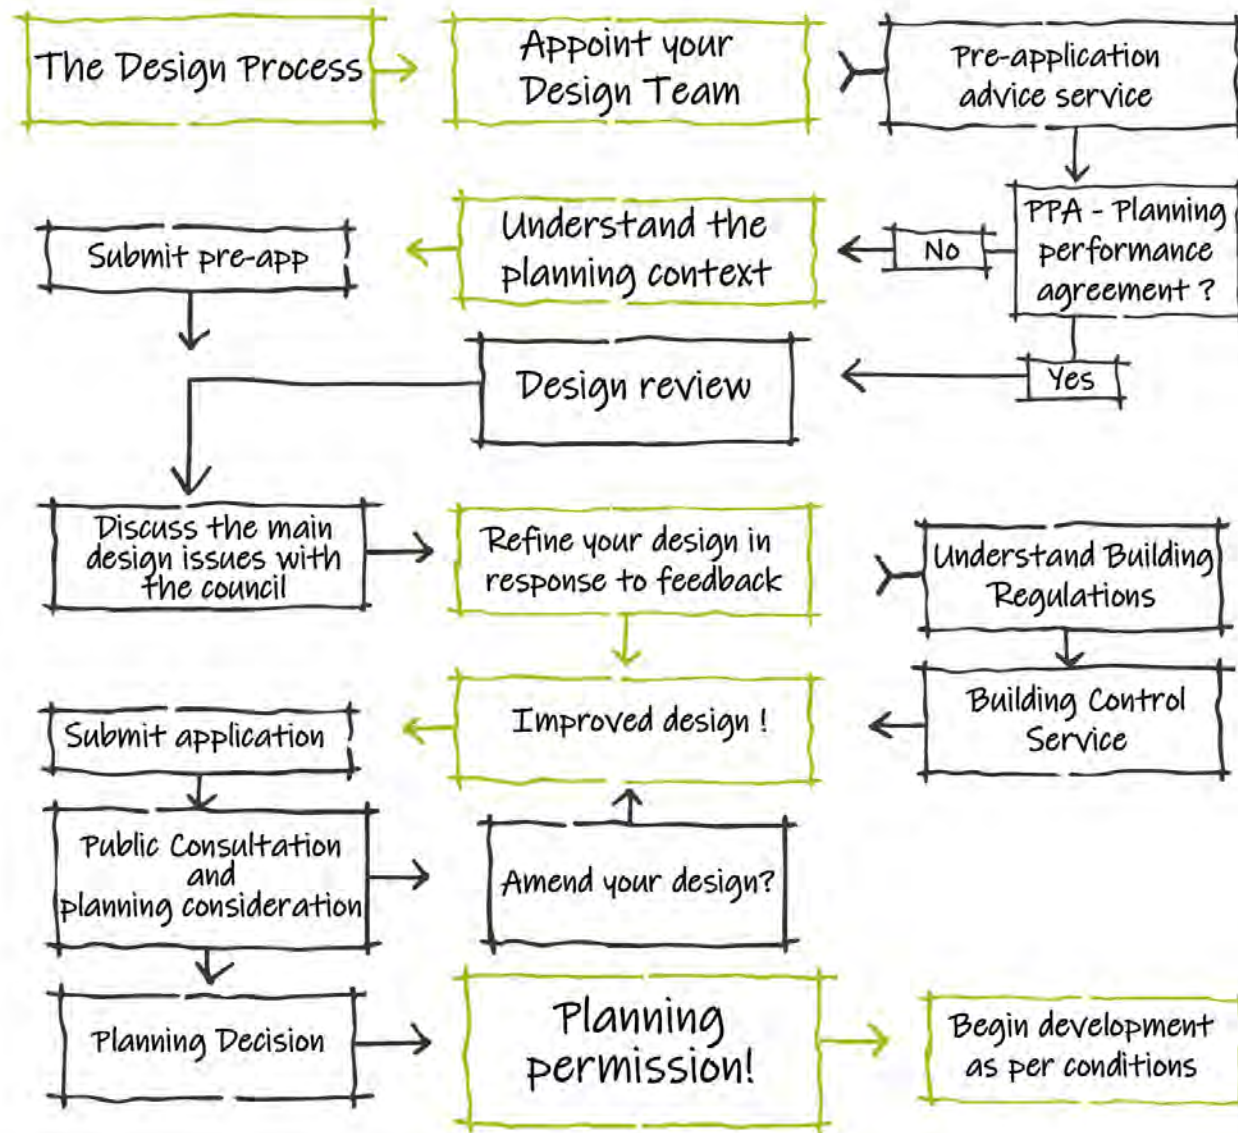 The Design Process
Appoint your
Design Team
Pre-application
advice service
Submit pre-app
Understand the
planning context
No
PPA - Planning
performance
agreement ?
Design review
Yes
Discuss the main
design issues with
the council
Refine your design in
response to feedback
Understand Building
Regulations
Submit application
Improved design !
Building Control
Service
Public Consultation
and
planning consideration
Amend your design?
Planning Decision
Planning
permission!
Begin development
as per conditions